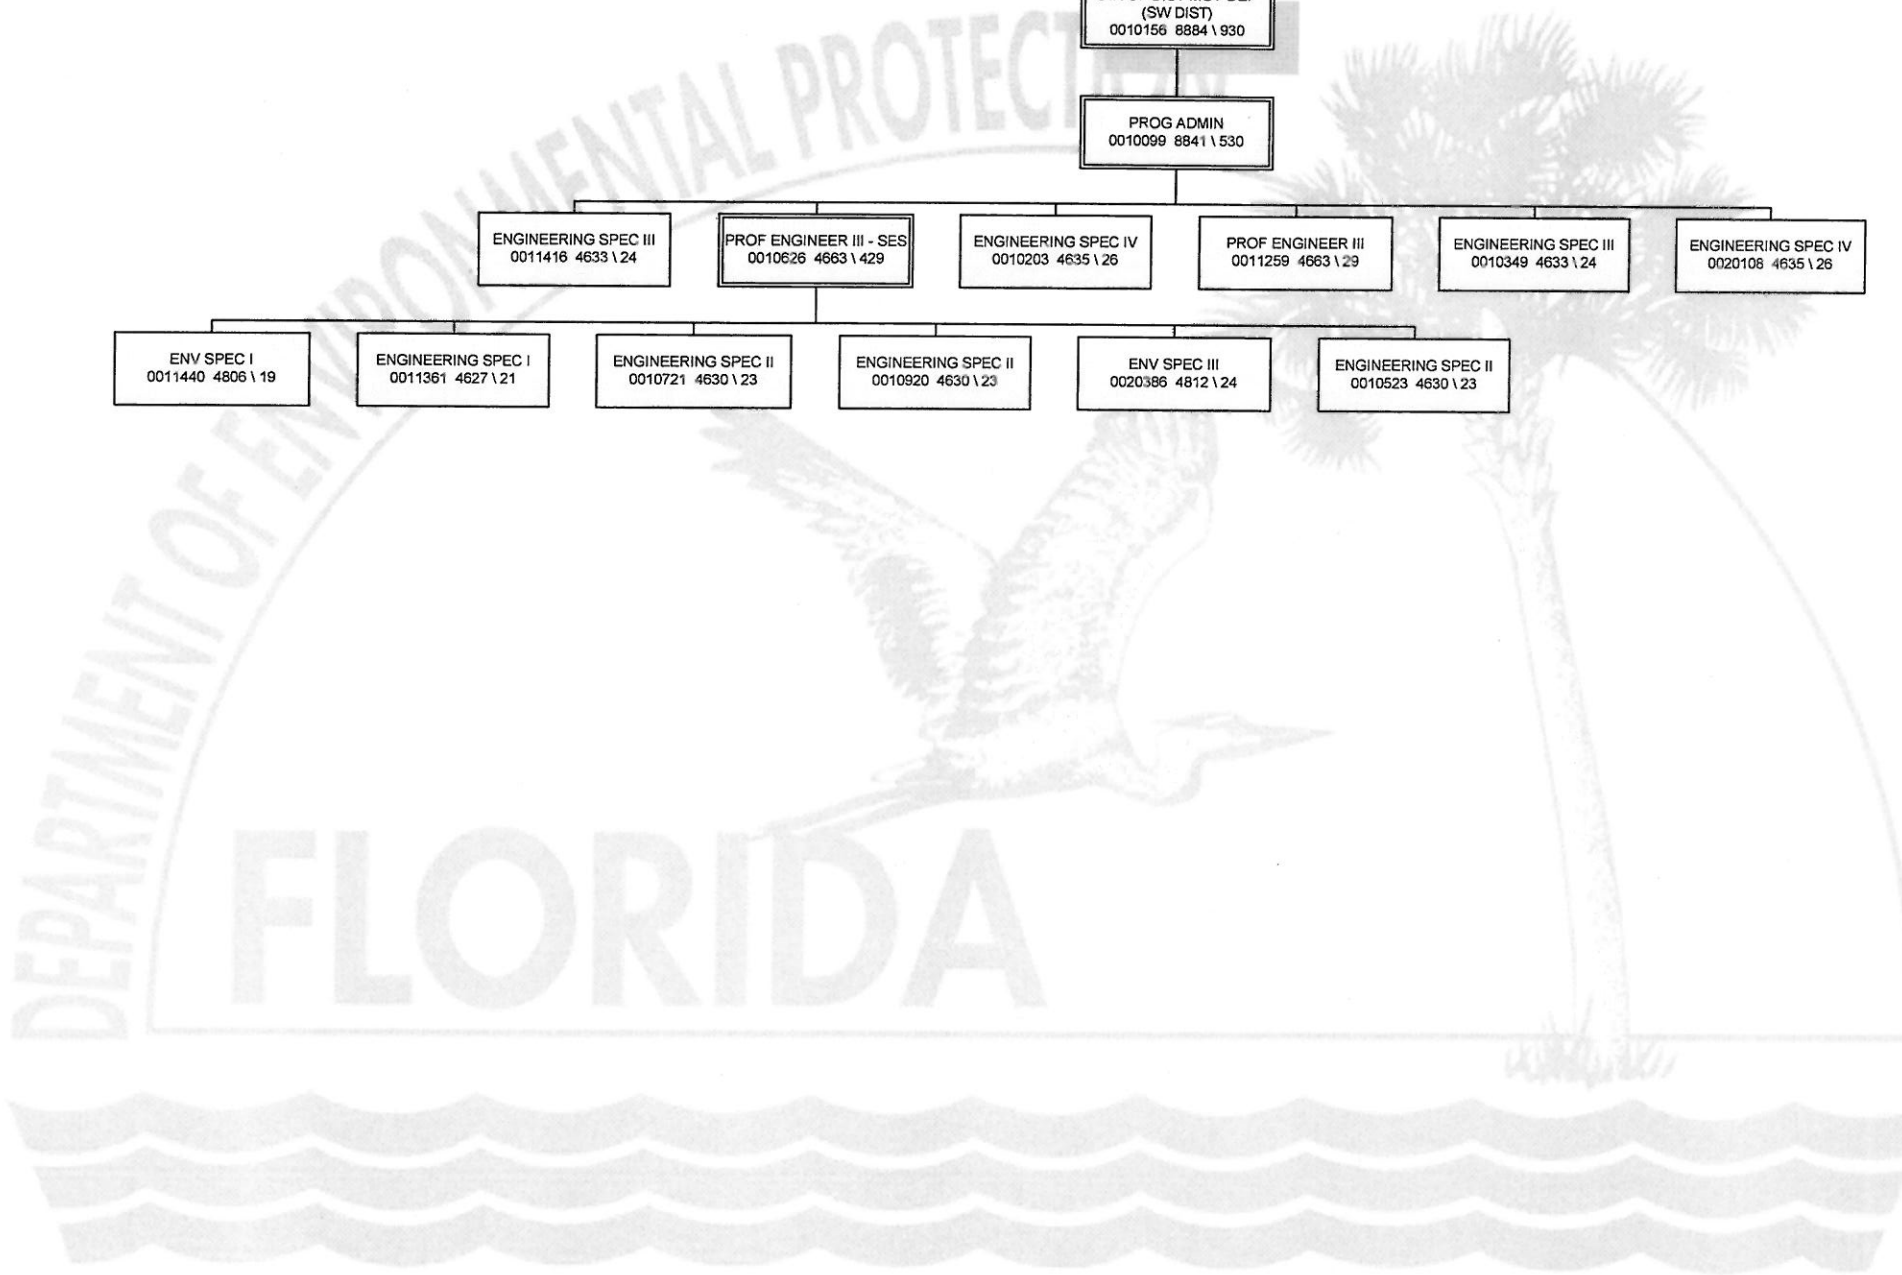 (SW DIST)
0010156 8884 \ 930
PROG ADMIN
0010099 8841 \ 530
ENGINEERING SPEC III
0011416 4633 \ 24
PROF ENGINEER III - SES
0010626 4663 \ 429
ENGINEERING SPEC IV
0010203 4635 \ 26
PROF ENGINEER III
0011259 4663 \ 29
ENGINEERING SPEC III
0010349 4633 \ 24
ENGINEERING SPEC IV
0020108 4635 \ 26
ENV SPEC I
0011440 4806 \ 19
ENGINEERING SPEC I
0011361 4627 \ 21
ENGINEERING SPEC II
0010721 4630 \ 23
ENGINEERING SPEC II
0010920 4630 \ 23
ENV SPEC III
0020386 4812 \ 24
ENGINEERING SPEC II
0010523 4630 \ 23
DEPARTMENT OF ENVIRONMENTAL PROTECTION
FLORIDA